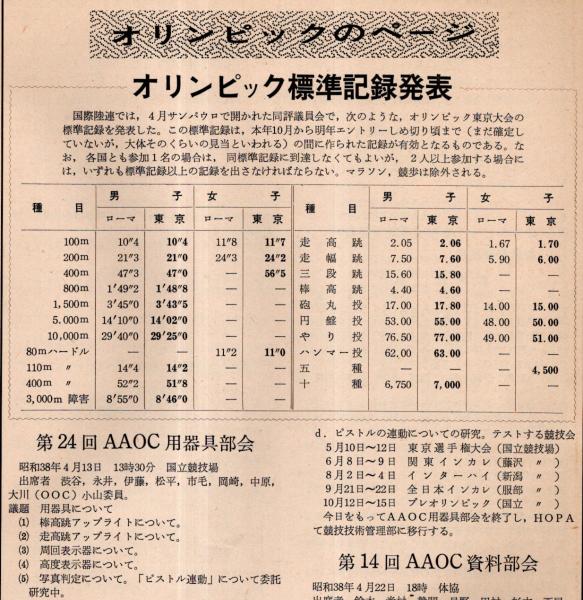 オリンピックのページ
オリンピック標準記録発表
国際陸連では，4月サンパウロで開かれた同評議員会で，次のような，オリンピック東京大会の
標準記録を発表した。この標準記録は，本年10月から明年エントリーしめ切り頃まで（まだ確定し
ていないが，大体そのくらいの見当といわれる）の間に作られた記録が有効となるものである。な
お，各国とも参加1名の場合は，同標準記録に到達しなくてもよいが，2人以上参加する場合に
は，いずれも標準記録以上の記録を出さなければならない。マラソン，競歩は除外される。
種目 男子 女子
ローマ 東京 ローマ 東京
100m 10"4 10"4 11"8 11"7
200m 21"3 21"0 24"3 24"2
400m 47"3 47"0 — 56"5
800m 1'49"2 1'48"8 — —
1,500m 3'45"0 3'43"5 — —
5.000m 14'10"0 14'02"0 — —
10,000m 29'40"0 29'25"0 — —
80mハードル — — 11"2 11"0
110m 〃 14"4 14"2 — —
400m 〃 52"2 51"8 — —
3,000m 障害 8'55"0 8'46"0 — —
種目 男子 女子
ローマ 東京 ローマ 東京
走高跳 2.05 2.06 1.67 1.70
走幅跳 7.50 7.60 5.90 6.00
三段跳 15.60 15.80 — —
棒高跳 4.40 4.60 — —
砲丸投 17.00 17.80 14.00 15.00
円盤投 53.00 55.00 48.00 50.00
やり投 76.50 77.00 49.00 51.00
ハンマー投 62.00 63.00 — —
五種 — — — 4,500
十種 6,750 7,000 — —
第24回 AAOC 用器具部会
昭和38年4月13日 13時30分 国立競技場
出席者 渋谷，永井，伊藤，松平，市毛，岡崎，中原，
大川（OOC）小山委員。
議題 用器具について
(1) 棒高跳アップライトについて。
(2) 走高跳アップライトについて。
(3) 周回表示器について。
(4) 高度表示器について。
(5) 写真判定について。「ピストル連動」について委託
研究中。
d．ピストルの連動についての研究。テストする競技会
5月10日〜12日 東京選手権大会（国立競技場）
6月8日〜9日 関東インカレ（藤沢 〃 ）
8月2日〜4日 インターハイ（新潟 〃 ）
9月21日〜22日 全日本インカレ（服部 〃 ）
10月12日〜15日 プレオリンピック（国立 〃 ）
今日をもってAAOC用器具部会を終了し，HOPA
て競技技術管理部に移行する。
第14回 AAOC 資料部会
昭和38年4月22日 18時 体協